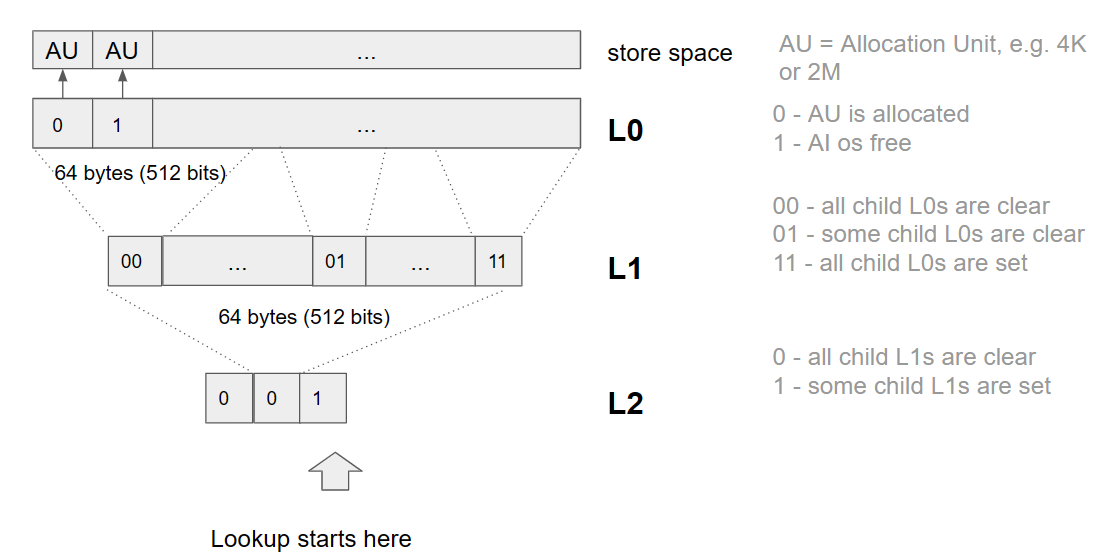 AU AU ... store space
AU = Allocation Unit, e.g. 4K
or 2M
0 1 ... L0
0 - AU is allocated
1 - AI os free
64 bytes (512 bits)
00 ... 01 ... 11 L1
00 - all child L0s are clear
01 - some child L0s are clear
11 - all child L0s are set
64 bytes (512 bits)
0 0 1 L2
0 - all child L1s are clear
1 - some child L1s are set
Lookup starts here